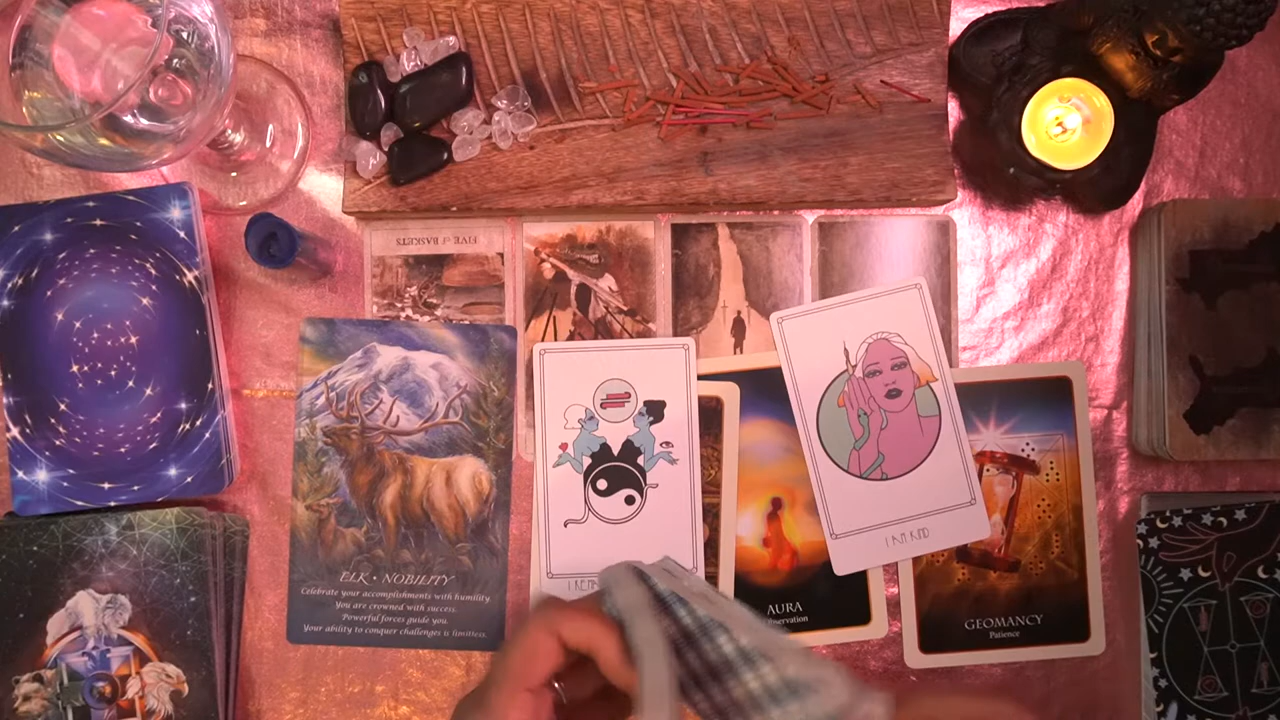 FIVE of BASKETS
ELK • NOBILITY
Celebrate your accomplishments with humility.
You are crowned with success.
Powerful forces guide you.
Your ability to conquer challenges is limitless.
I AM KIND
AURA
GEOMANCY
Patience